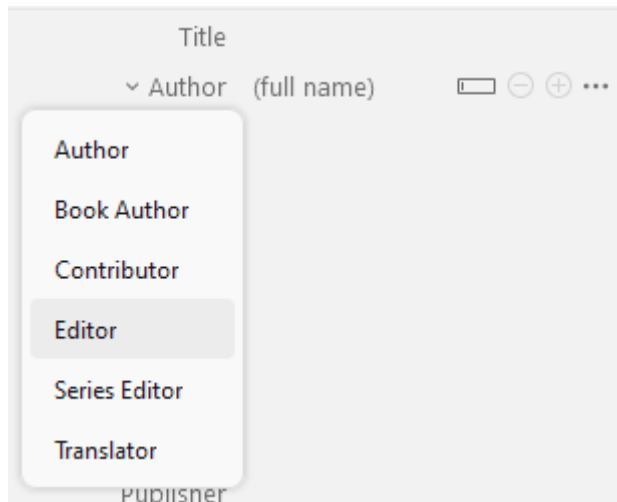 Title
Author (full name)
Author
Book Author
Contributor
Editor
Series Editor
Translator
Publisher